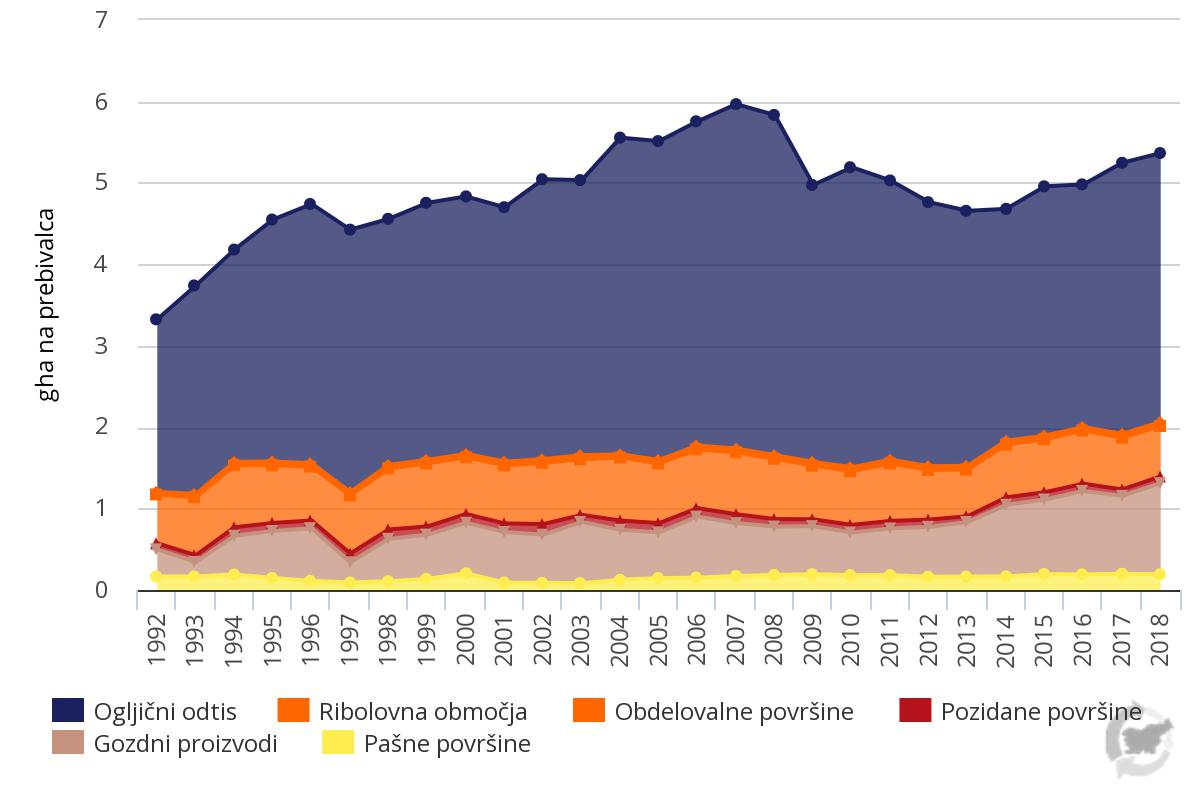 7
6
5
4
3
2
1
0
gha na prebivalca
1992 1993 1994 1995 1996 1997 1998 1999 2000 2001 2002 2003 2004 2005 2006 2007 2008 2009 2010 2011 2012 2013 2014 2015 2016 2017 2018
Ogljični odtis Ribolovna območja Obdelovalne površine Pozidane površine
Gozdni proizvodi Pašne površine